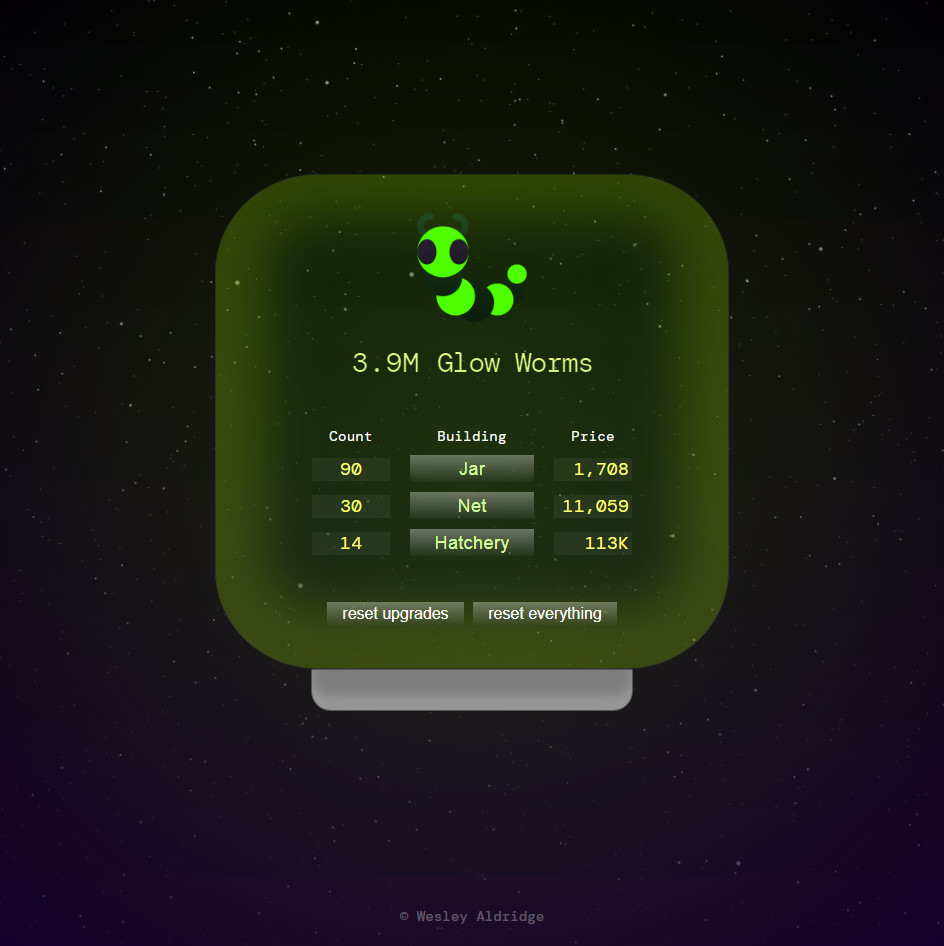 3.9M Glow Worms
Count Building Price
90 Jar 1,708
30 Net 11,059
14 Hatchery 113K
reset upgrades reset everything
© Wesley Aldridge